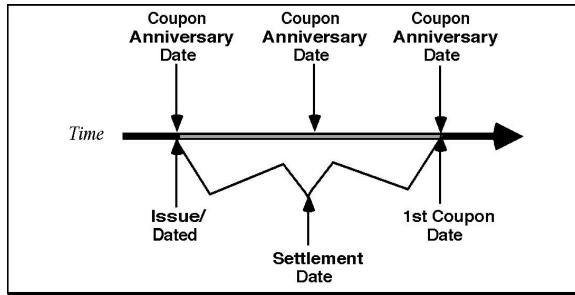 Coupon
Anniversary
Date
Coupon
Anniversary
Date
Coupon
Anniversary
Date
Time
Issue/
Dated
Settlement
Date
1st Coupon
Date